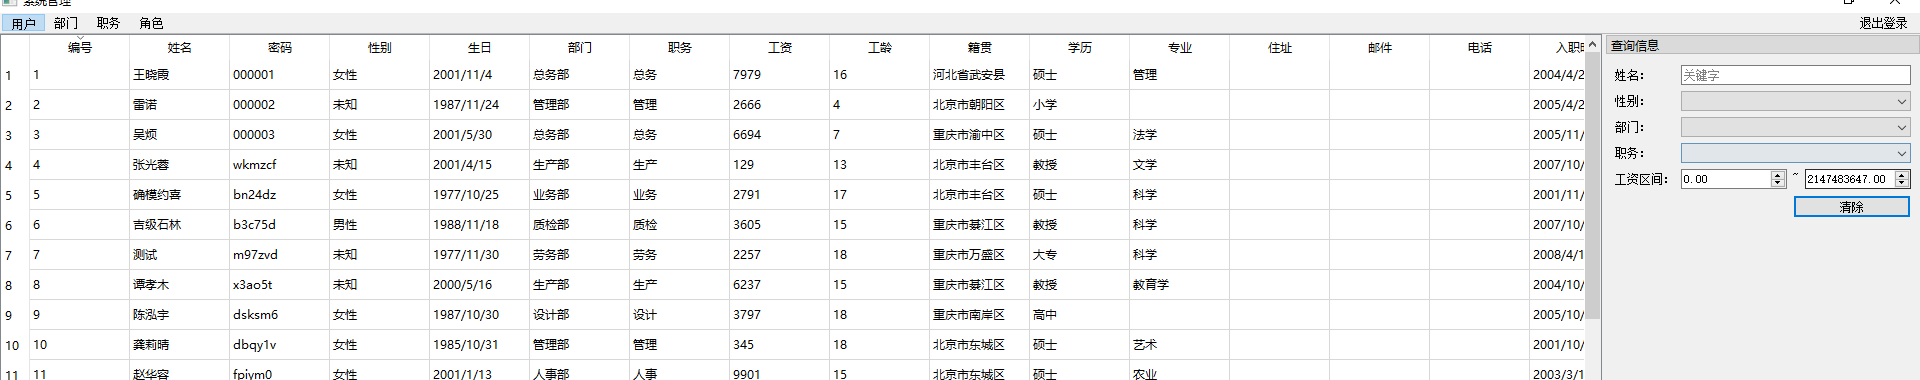 系统管理
用户 部门 职务 角色 退出登录
编号 姓名 密码 性别 生日 部门 职务 工资 工龄 籍贯 学历 专业 住址 邮件 电话 入职时
1 1 王晓霞 000001 女性 2001/11/4 总务部 总务 7979 16 河北省武安县 硕士 管理 2004/4/2
2 2 雷诺 000002 未知 1987/11/24 管理部 管理 2666 4 北京市朝阳区 小学 2005/4/2
3 3 吴烦 000003 女性 2001/5/30 总务部 总务 6694 7 重庆市渝中区 硕士 法学 2005/11/
4 4 张光蓉 wkmzcf 未知 2001/4/15 生产部 生产 129 13 北京市丰台区 教授 文学 2007/10/
5 5 确模约喜 bn24dz 女性 1977/10/25 业务部 业务 2791 17 北京市丰台区 硕士 科学 2001/11/
6 6 吉级石林 b3c75d 男性 1988/11/18 质检部 质检 3605 15 重庆市綦江区 教授 科学 2007/10/
7 7 测试 m97zvd 未知 1977/11/30 劳务部 劳务 2257 18 重庆市万盛区 大专 科学 2008/4/1
8 8 谭孝木 x3ao5t 未知 2000/5/16 生产部 生产 6237 15 重庆市綦江区 教授 教育学 2004/10/
9 9 陈泓宇 dsksm6 女性 1987/10/30 设计部 设计 3797 18 重庆市南岸区 高中 2005/10/
10 10 龚莉晴 dbqy1v 女性 1985/10/31 管理部 管理 345 18 北京市东城区 硕士 艺术 2001/10/
11 11 赵华容 fpiym0 女性 2001/1/13 人事部 人事 9901 15 北京市东城区 硕士 农业 2003/3/1
查询信息
姓名： 关键字
性别：
部门：
职务：
工资区间： 0.00 ~ 2147483647.00
清除